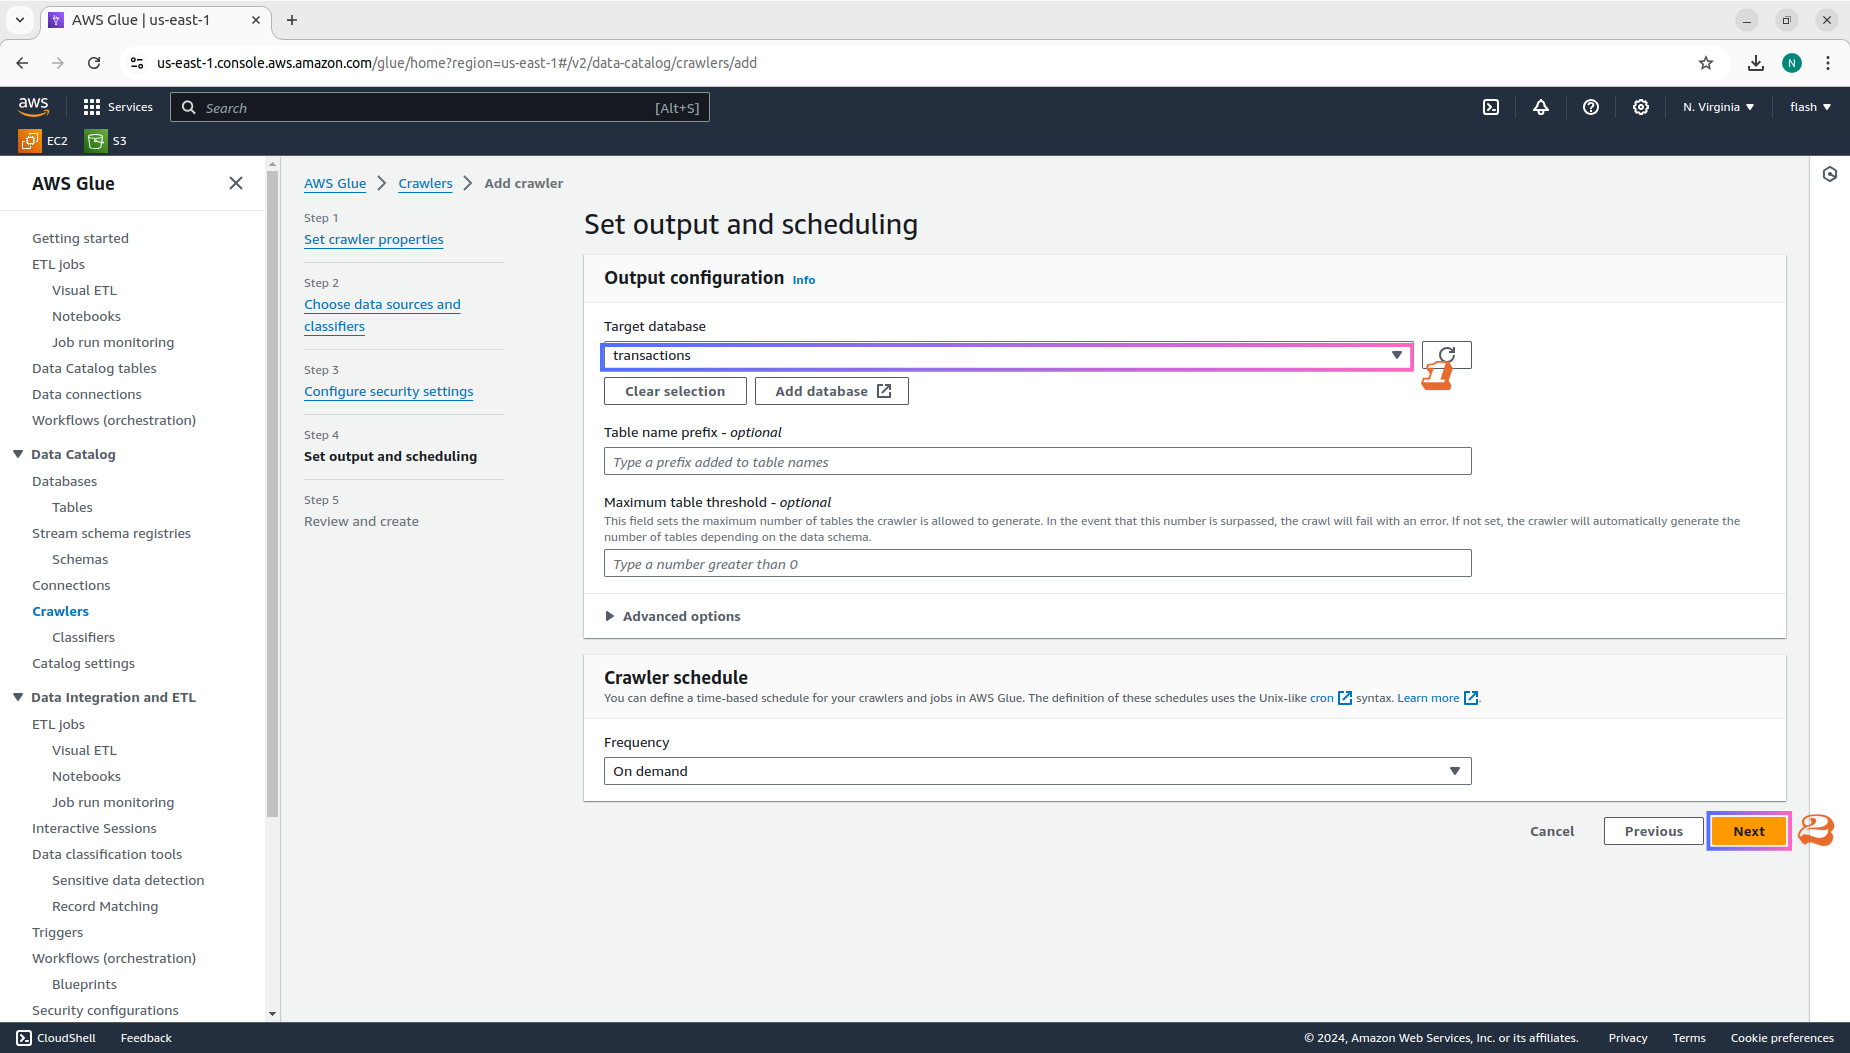 AWS Glue | us-east-1
us-east-1.console.aws.amazon.com/glue/home?region=us-east-1#/v2/data-catalog/crawlers/add
N
aws
Services
Search
[Alt+S]
N. Virginia
flash
EC2
S3
AWS Glue
Getting started
ETL jobs
Visual ETL
Notebooks
Job run monitoring
Data Catalog tables
Data connections
Workflows (orchestration)
Data Catalog
Databases
Tables
Stream schema registries
Schemas
Connections
Crawlers
Classifiers
Catalog settings
Data Integration and ETL
ETL jobs
Visual ETL
Notebooks
Job run monitoring
Interactive Sessions
Data classification tools
Sensitive data detection
Record Matching
Triggers
Workflows (orchestration)
Blueprints
Security configurations
AWS Glue
Crawlers
Add crawler
Step 1
Set crawler properties
Step 2
Choose data sources and
classifiers
Step 3
Configure security settings
Step 4
Set output and scheduling
Step 5
Review and create
Set output and scheduling
Output configuration Info
Target database
transactions
1
Clear selection
Add database
Table name prefix - optional
Type a prefix added to table names
Maximum table threshold - optional
This field sets the maximum number of tables the crawler is allowed to generate. In the event that this number is surpassed, the crawl will fail with an error. If not set, the crawler will automatically generate the
number of tables depending on the data schema.
Type a number greater than 0
Advanced options
Crawler schedule
You can define a time-based schedule for your crawlers and jobs in AWS Glue. The definition of these schedules uses the Unix-like cron syntax. Learn more .
Frequency
On demand
Cancel
Previous
Next
2
CloudShell
Feedback
© 2024, Amazon Web Services, Inc. or its affiliates.
Privacy
Terms
Cookie preferences